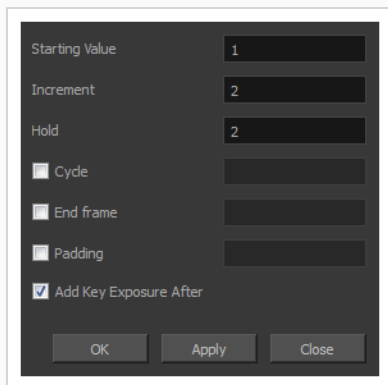 Starting Value 1
Increment 2
Hold 2
Cycle
End frame
Padding
Add Key Exposure After
OK Apply Close